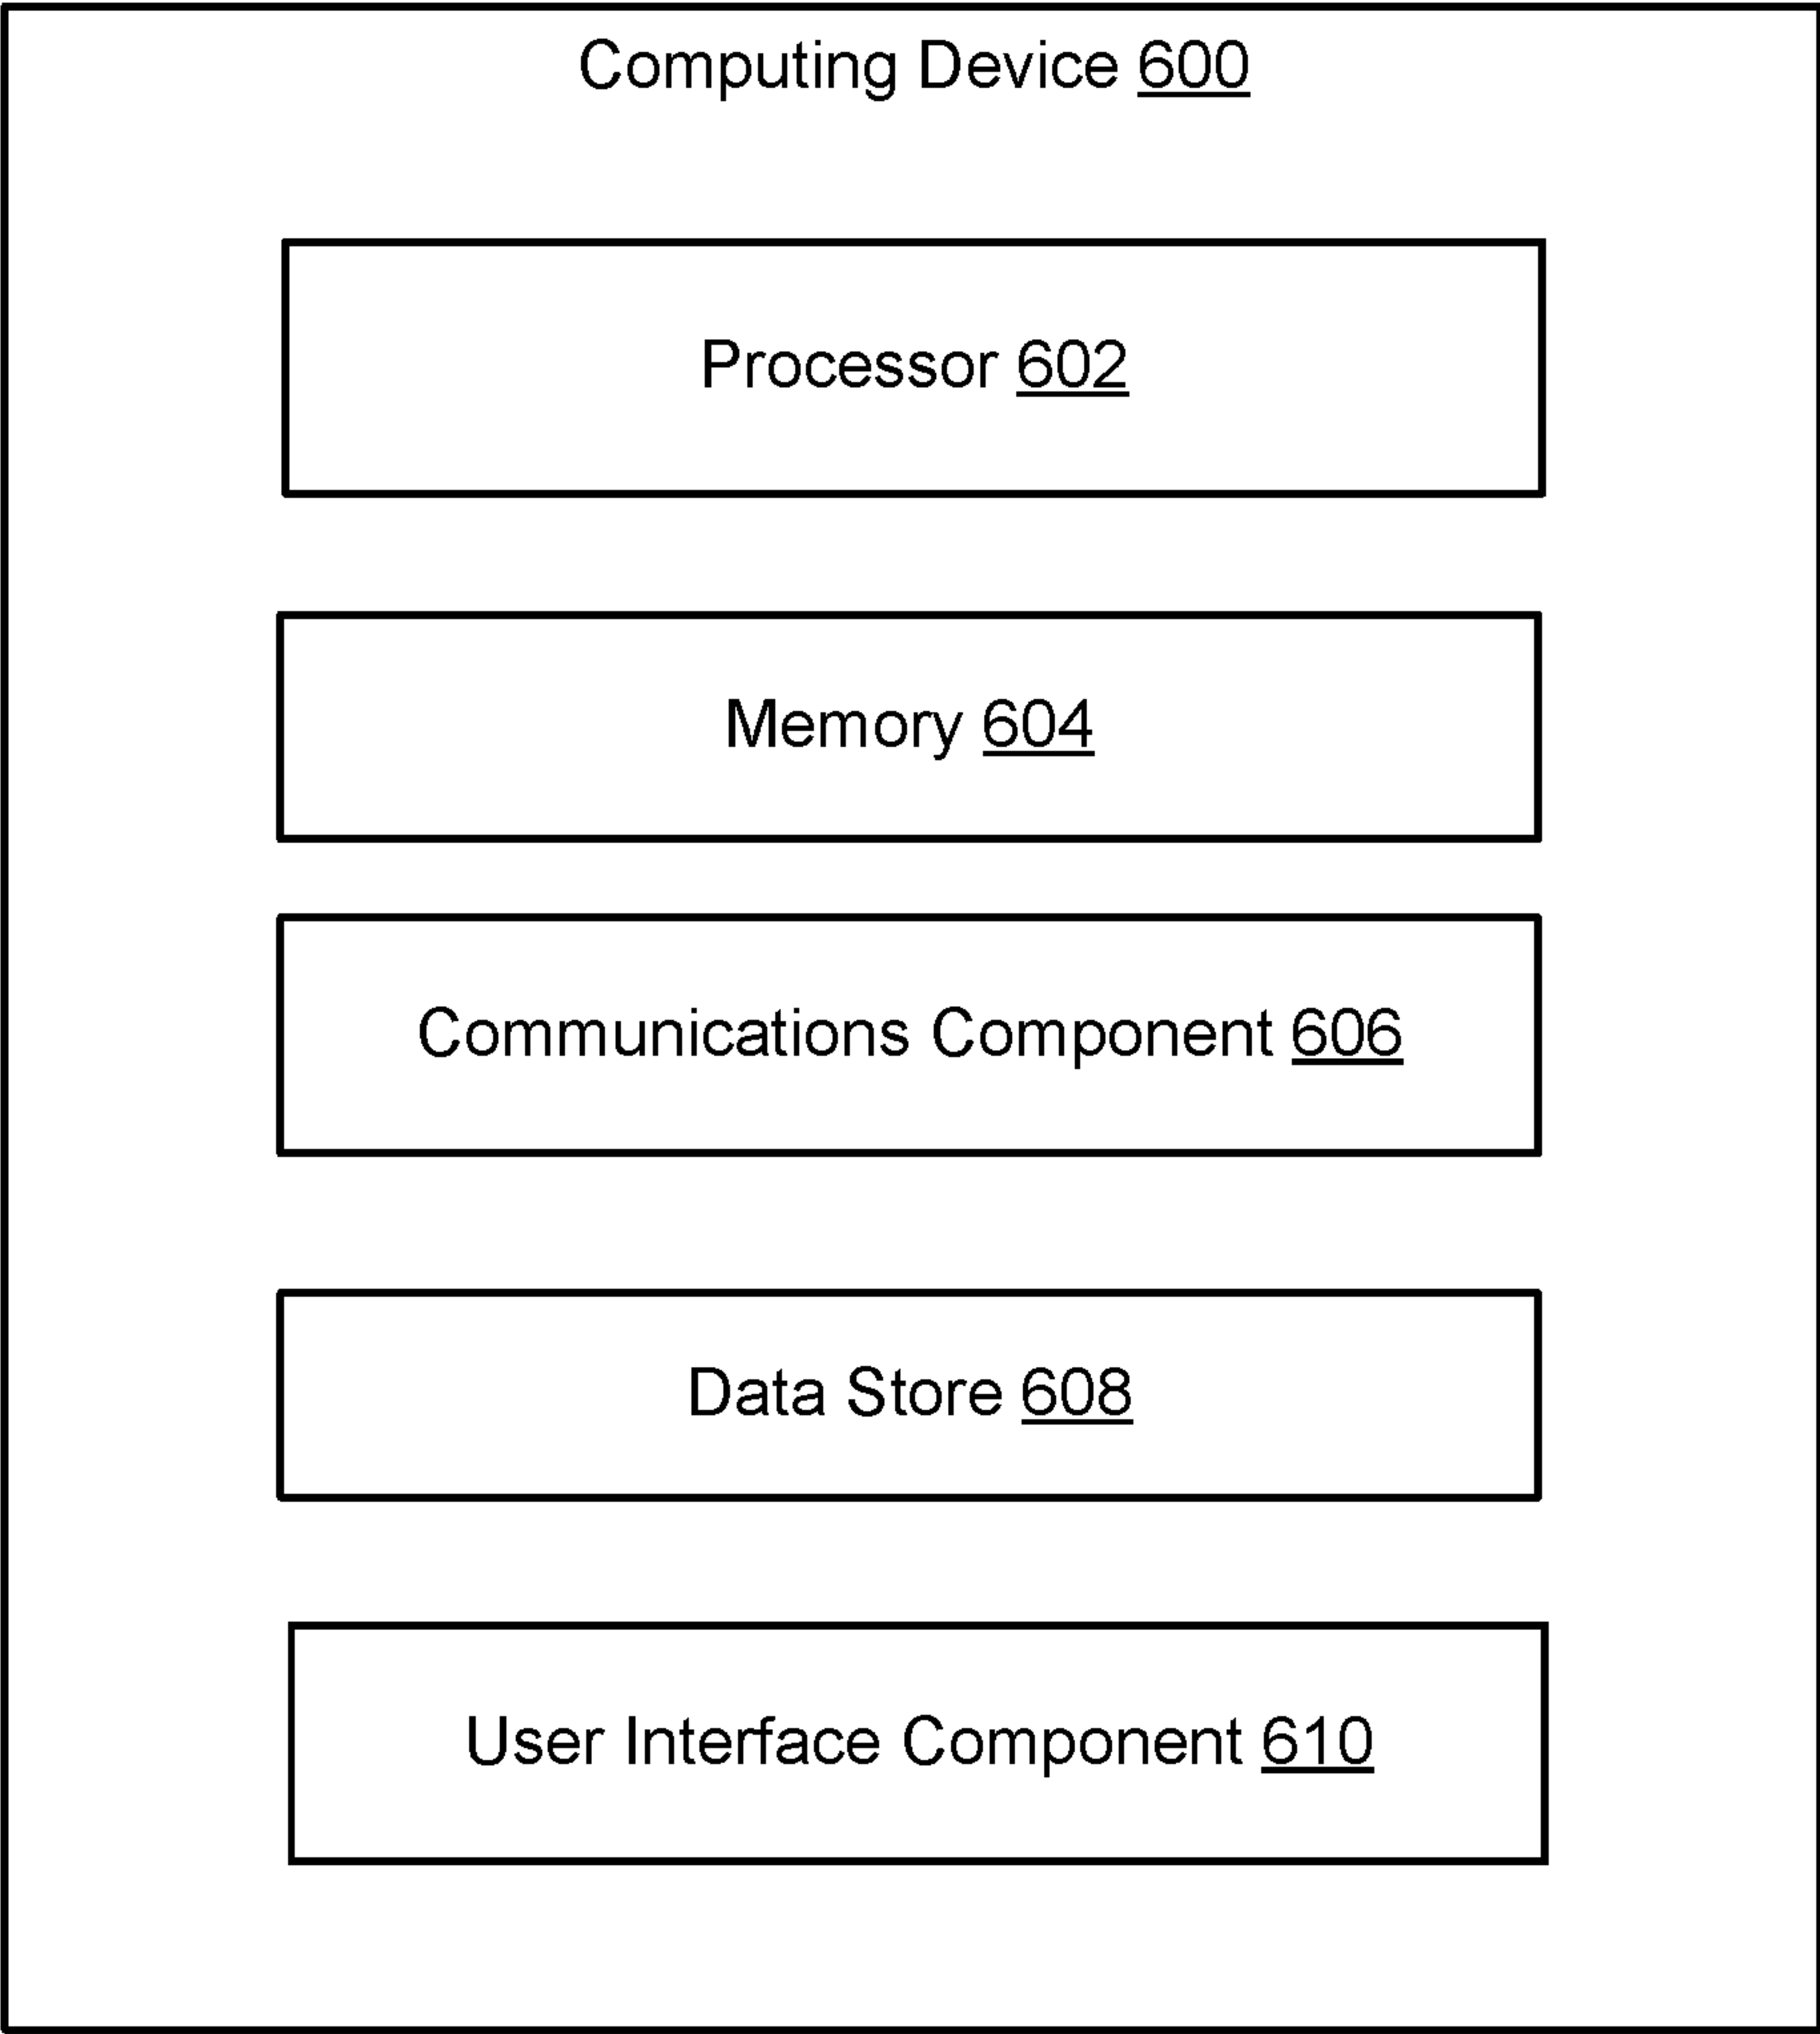 Computing Device 600
Processor 602
Memory 604
Communications Component 606
Data Store 608
User Interface Component 610